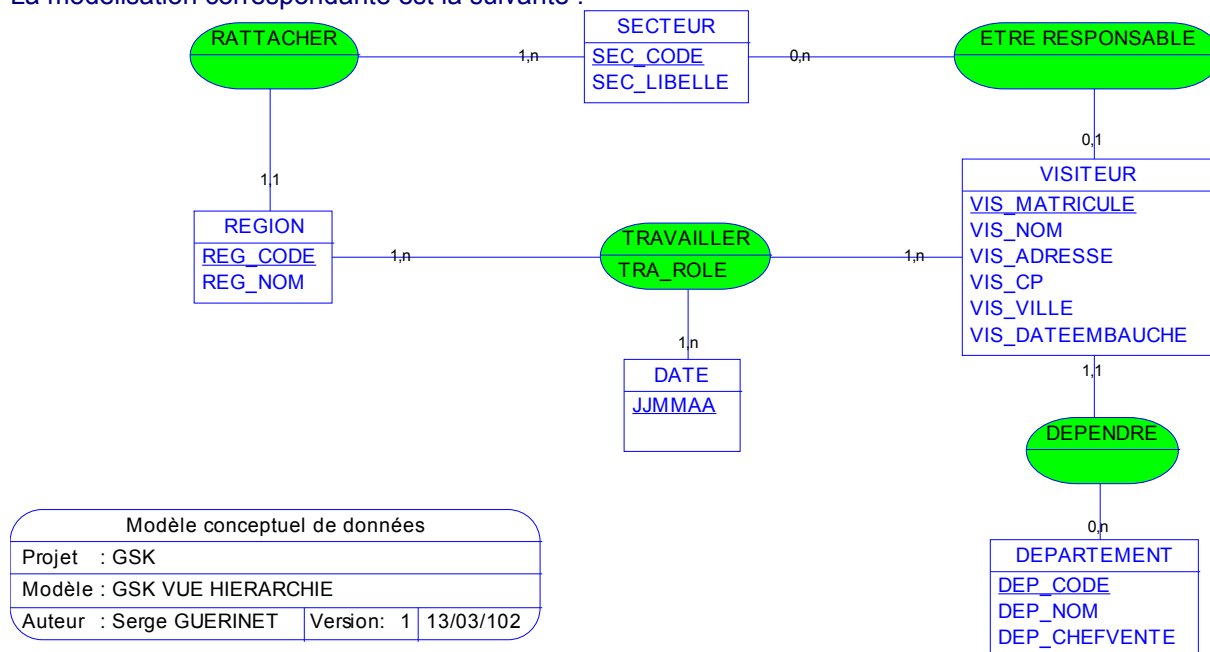 La modélisation correspondante est la suivante :
RATTACHER
1,n
SECTEUR
SEC_CODE
SEC_LIBELLE
0,n
ETRE RESPONSABLE
1,1
0,1
REGION
REG_CODE
REG_NOM
1,n
TRAVAILLER
TRA_ROLE
1,n
VISITEUR
VIS_MATRICULE
VIS_NOM
VIS_ADRESSE
VIS_CP
VIS_VILLE
VIS_DATEEMBAUCHE
1,n
DATE
JJMMAA
1,1
DEPENDRE
0,n
DEPARTEMENT
DEP_CODE
DEP_NOM
DEP_CHEFVENTE
Modèle conceptuel de données
Projet : GSK
Modèle : GSK VUE HIERARCHIE
Auteur : Serge GUERINET Version: 1 13/03/102